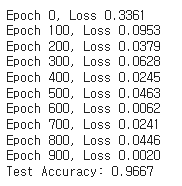 Epoch 0, Loss 0.3361
Epoch 100, Loss 0.0953
Epoch 200, Loss 0.0379
Epoch 300, Loss 0.0628
Epoch 400, Loss 0.0245
Epoch 500, Loss 0.0463
Epoch 600, Loss 0.0062
Epoch 700, Loss 0.0241
Epoch 800, Loss 0.0446
Epoch 900, Loss 0.0020
Test Accuracy: 0.9667